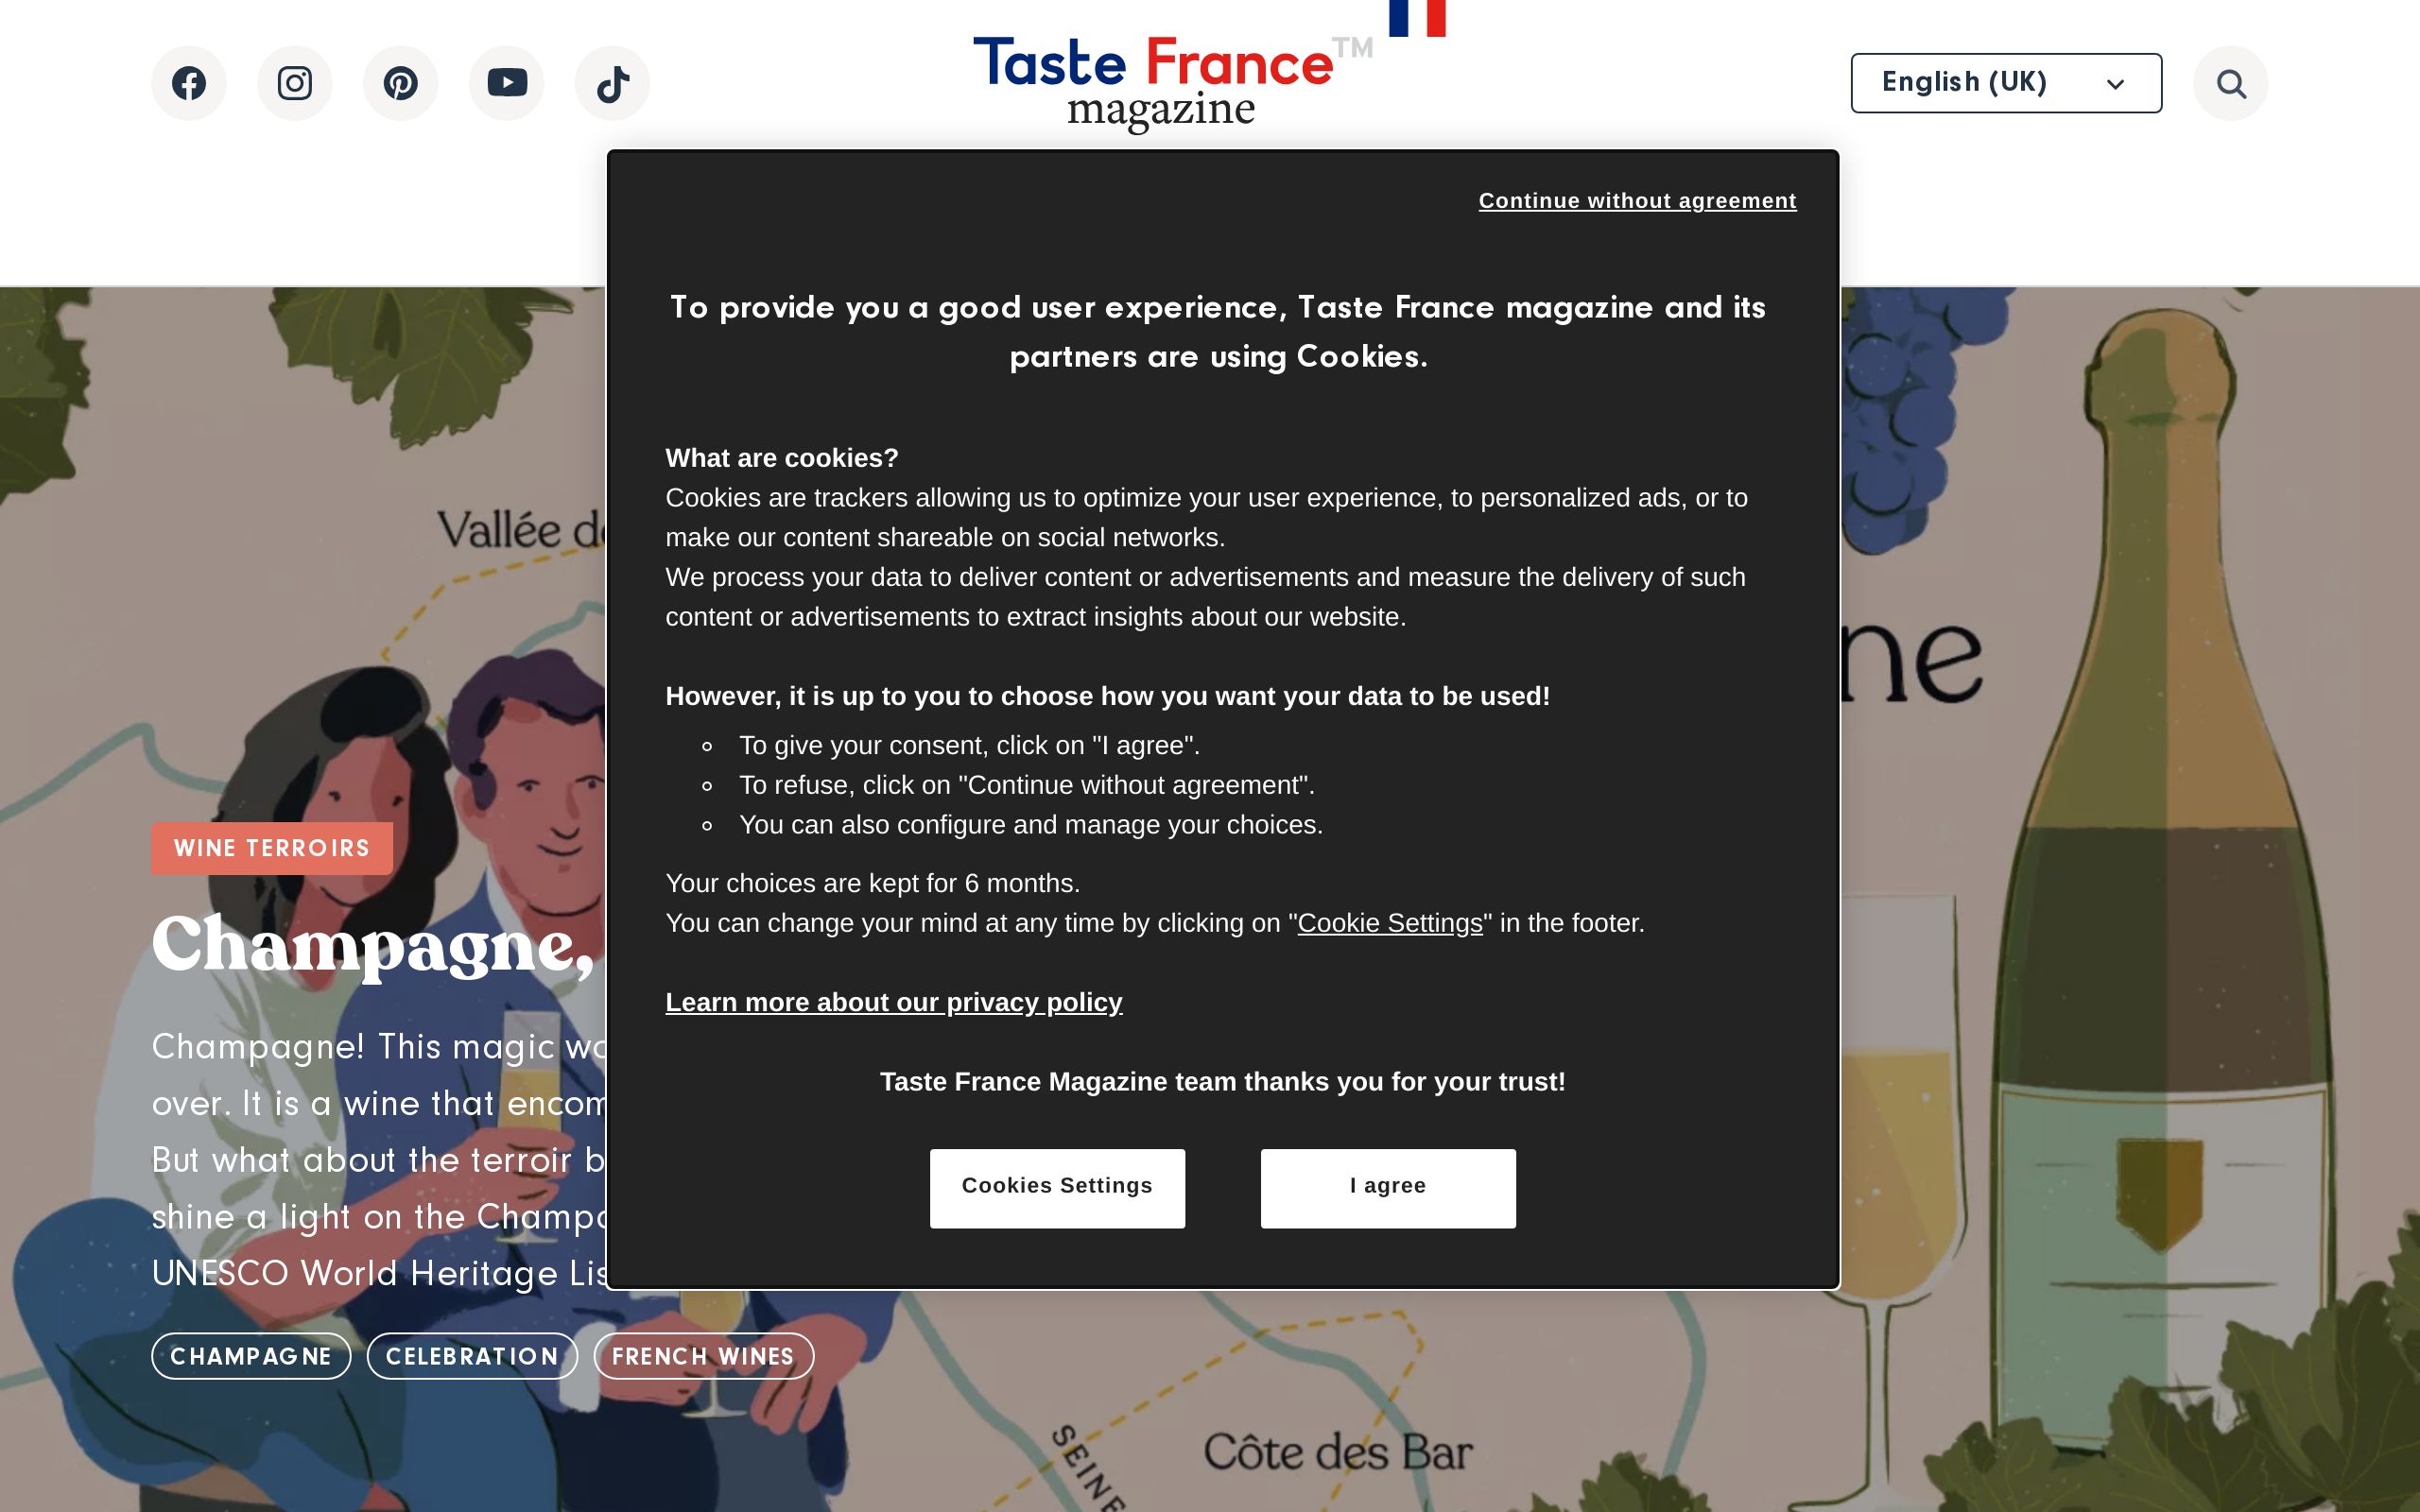 Taste France™
magazine
English (UK)
Continue without agreement
To provide you a good user experience, Taste France magazine and its
partners are using Cookies.
What are cookies?
Cookies are trackers allowing us to optimize your user experience, to personalized ads, or to
make our content shareable on social networks.
We process your data to deliver content or advertisements and measure the delivery of such
content or advertisements to extract insights about our website.
However, it is up to you to choose how you want your data to be used!
To give your consent, click on "I agree".
To refuse, click on "Continue without agreement".
You can also configure and manage your choices.
Your choices are kept for 6 months.
You can change your mind at any time by clicking on "Cookie Settings" in the footer.
Learn more about our privacy policy
Taste France Magazine team thanks you for your trust!
Cookies Settings
I agree
Vallée
ne
WINE TERROIRS
Champagne,
Champagne! This magic
over. It is a wine that
But what about the terroir
shine a light on the
UNESCO World Heritage
CHAMPAGNE
CELEBRATION
FRENCH WINES
SEINE
Côte des Bar